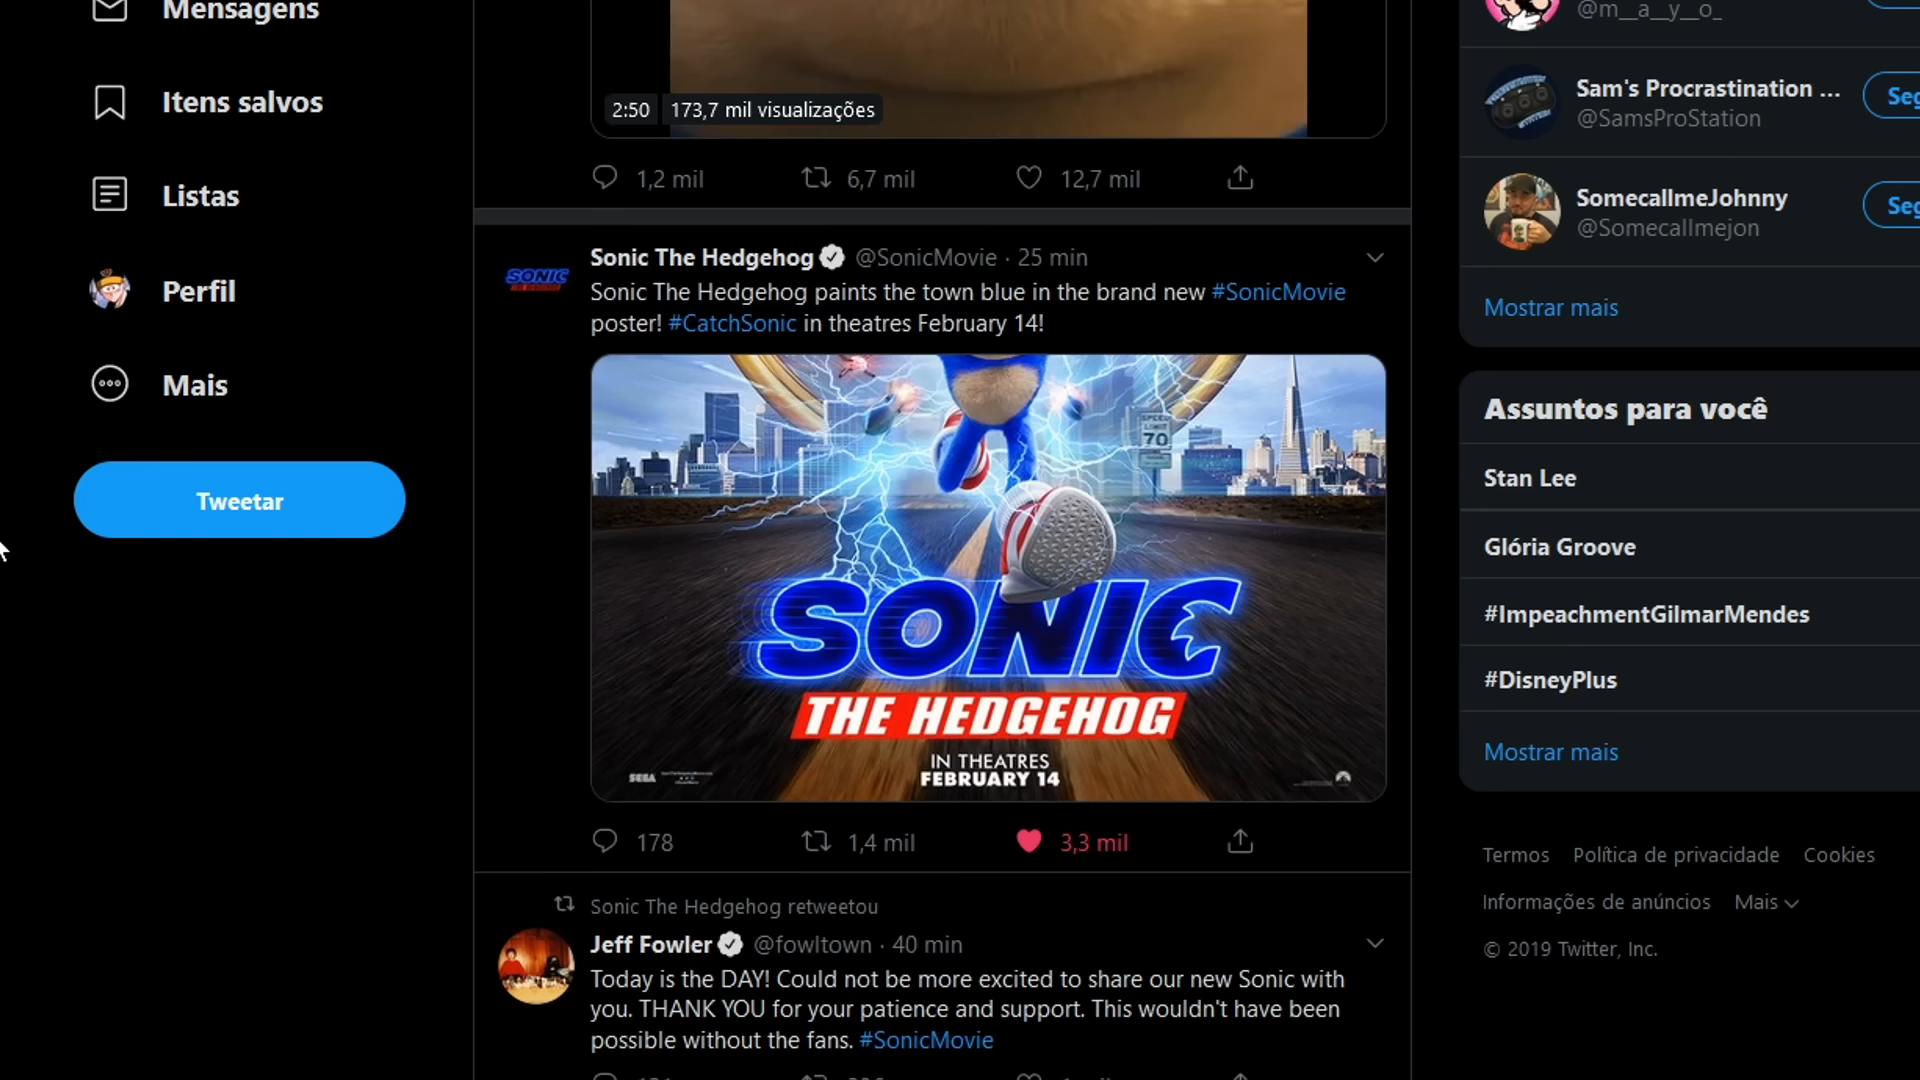 Mensagens
Itens salvos
Listas
Perfil
Mais
Tweetar
2:50 173,7 mil visualizações
1,2 mil 6,7 mil 12,7 mil
Sonic The Hedgehog @SonicMovie · 25 min
Sonic The Hedgehog paints the town blue in the brand new #SonicMovie
poster! #CatchSonic in theatres February 14!
SPEED
LIMIT
70
SONIC
THE HEDGEHOG
IN THEATRES
FEBRUARY 14
SEGA
178 1,4 mil 3,3 mil
Sonic The Hedgehog retweetou
Jeff Fowler @fowltown · 40 min
Today is the DAY! Could not be more excited to share our new Sonic with
you. THANK YOU for your patience and support. This wouldn't have been
possible without the fans. #SonicMovie
@m__a__y__o_
Sam's Procrastination ...
@SamsProStation
Seg
SomecallmeJohnny
@Somecallmejon
Seg
Mostrar mais
Assuntos para você
Stan Lee
Glória Groove
#ImpeachmentGilmarMendes
#DisneyPlus
Mostrar mais
Termos Política de privacidade Cookies
Informações de anúncios Mais
© 2019 Twitter, Inc.